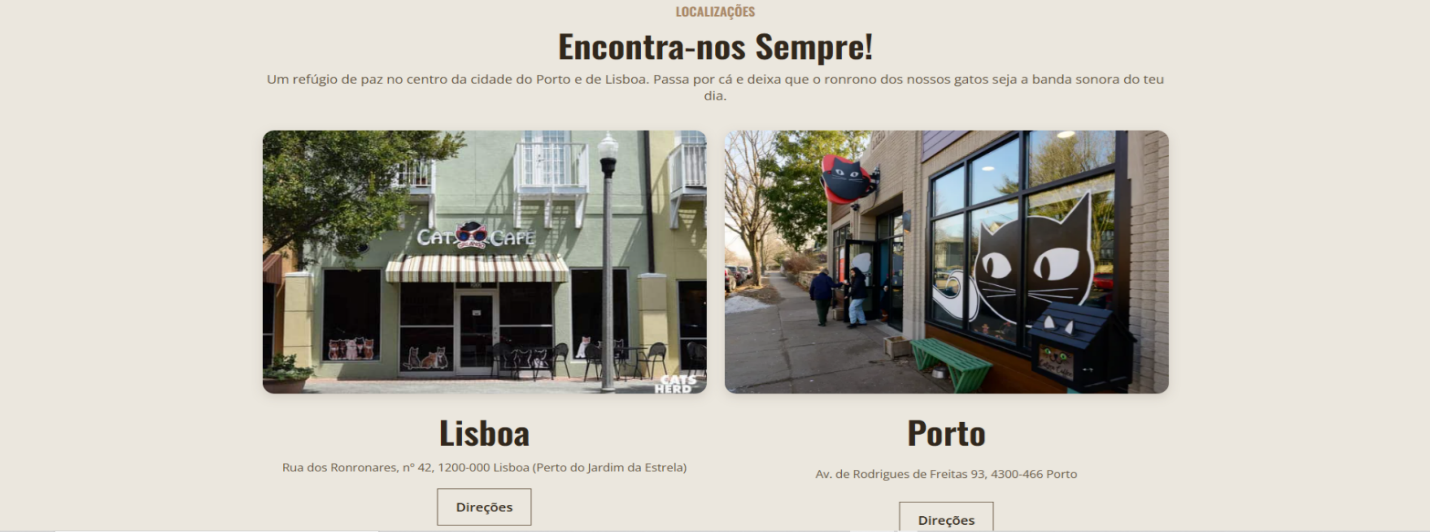 LOCALIZAÇÕES
Encontra-nos Sempre!
Um refúgio de paz no centro da cidade do Porto e de Lisboa. Passa por cá e deixa que o ronrono dos nossos gatos seja a banda sonora do teu
dia.
CAT CAFE
CATS
HERD
Lisboa
Rua dos Ronronares, nº 42, 1200-000 Lisboa (Perto do Jardim da Estrela)
Direções
Porto
Av. de Rodrigues de Freitas 93, 4300-466 Porto
Direções